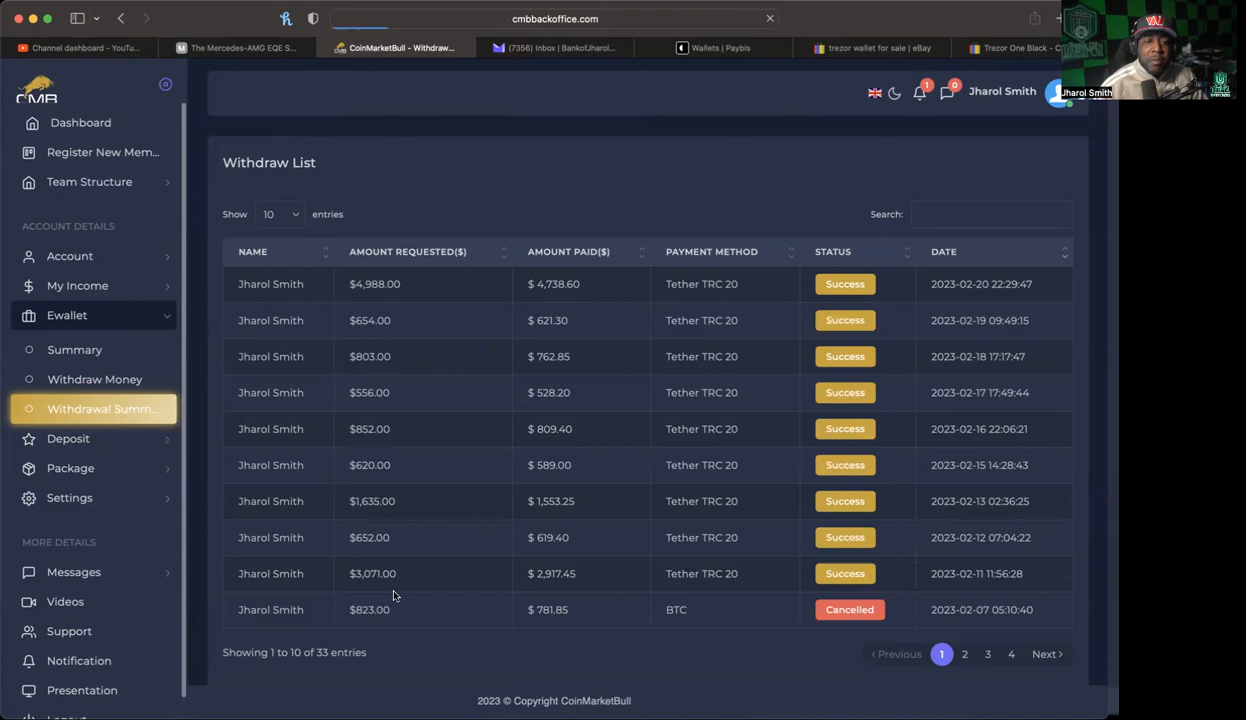 cmbbackoffice.com
Channel dashboard - YouTu...
The Mercedes-AMG EQE S...
CoinMarketBull - Withdraw...
(7356) Inbox | BankofJharol...
Wallets | Paybis
trezor wallet for sale | eBay
Trezor One Black - C
Jharol Smith
CMB
1
0
Jharol Smith
Dashboard
Register New Mem...
Team Structure
ACCOUNT DETAILS
Account
My Income
Ewallet
Summary
Withdraw Money
Withdrawal Summ...
Deposit
Package
Settings
MORE DETAILS
Messages
Videos
Support
Notification
Presentation
Withdraw List
Show 10 entries
Search:
NAME AMOUNT REQUESTED($) AMOUNT PAID($) PAYMENT METHOD STATUS DATE
Jharol Smith $4,988.00 $ 4,738.60 Tether TRC 20 Success 2023-02-20 22:29:47
Jharol Smith $654.00 $ 621.30 Tether TRC 20 Success 2023-02-19 09:49:15
Jharol Smith $803.00 $ 762.85 Tether TRC 20 Success 2023-02-18 17:17:47
Jharol Smith $556.00 $ 528.20 Tether TRC 20 Success 2023-02-17 17:49:44
Jharol Smith $852.00 $ 809.40 Tether TRC 20 Success 2023-02-16 22:06:21
Jharol Smith $620.00 $ 589.00 Tether TRC 20 Success 2023-02-15 14:28:43
Jharol Smith $1,635.00 $ 1,553.25 Tether TRC 20 Success 2023-02-13 02:36:25
Jharol Smith $652.00 $ 619.40 Tether TRC 20 Success 2023-02-12 07:04:22
Jharol Smith $3,071.00 $ 2,917.45 Tether TRC 20 Success 2023-02-11 11:56:28
Jharol Smith $823.00 $ 781.85 BTC Cancelled 2023-02-07 05:10:40
Showing 1 to 10 of 33 entries
‹ Previous 1 2 3 4 Next ›
2023 © Copyright CoinMarketBull